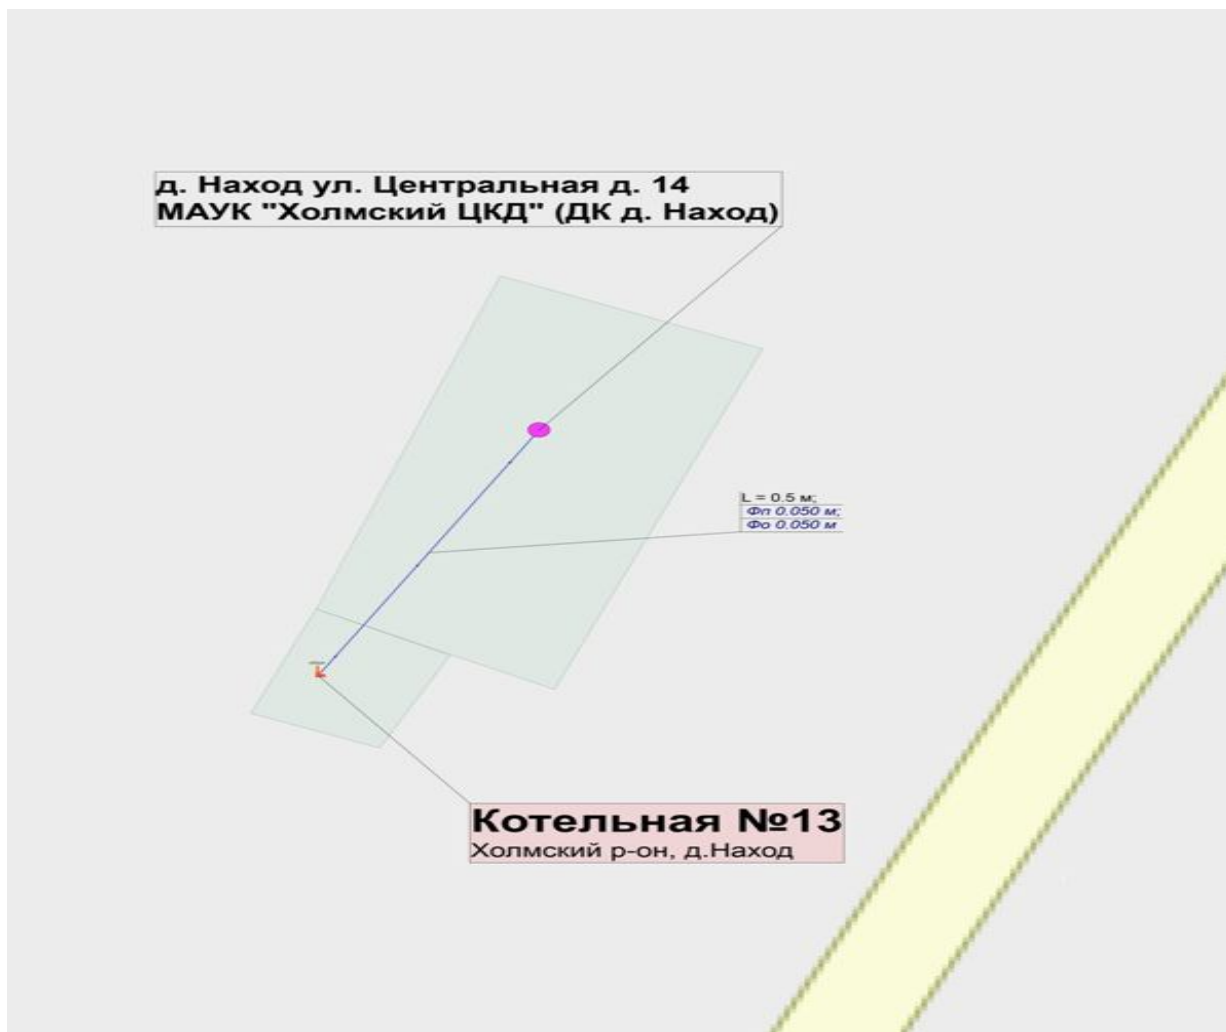 д. Наход ул. Центральная д. 14
МАУК "Холмский ЦКД" (ДК д. Наход)
L = 0.5 м;
Фп 0.050 м;
Фо 0.050 м
Котельная №13
Холмский р-он, д.Наход